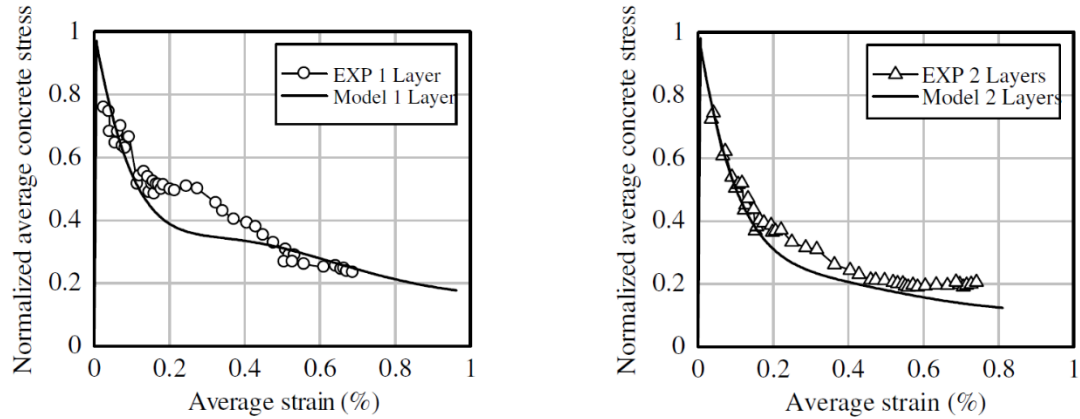 Normalized average concrete stress
1
0.8
0.6
0.4
0.2
0
EXP 1 Layer
Model 1 Layer
0 0.2 0.4 0.6 0.8 1
Average strain (%)
Normalized average concrete stress
1
0.8
0.6
0.4
0.2
0
EXP 2 Layers
Model 2 Layers
0 0.2 0.4 0.6 0.8 1
Average strain (%)